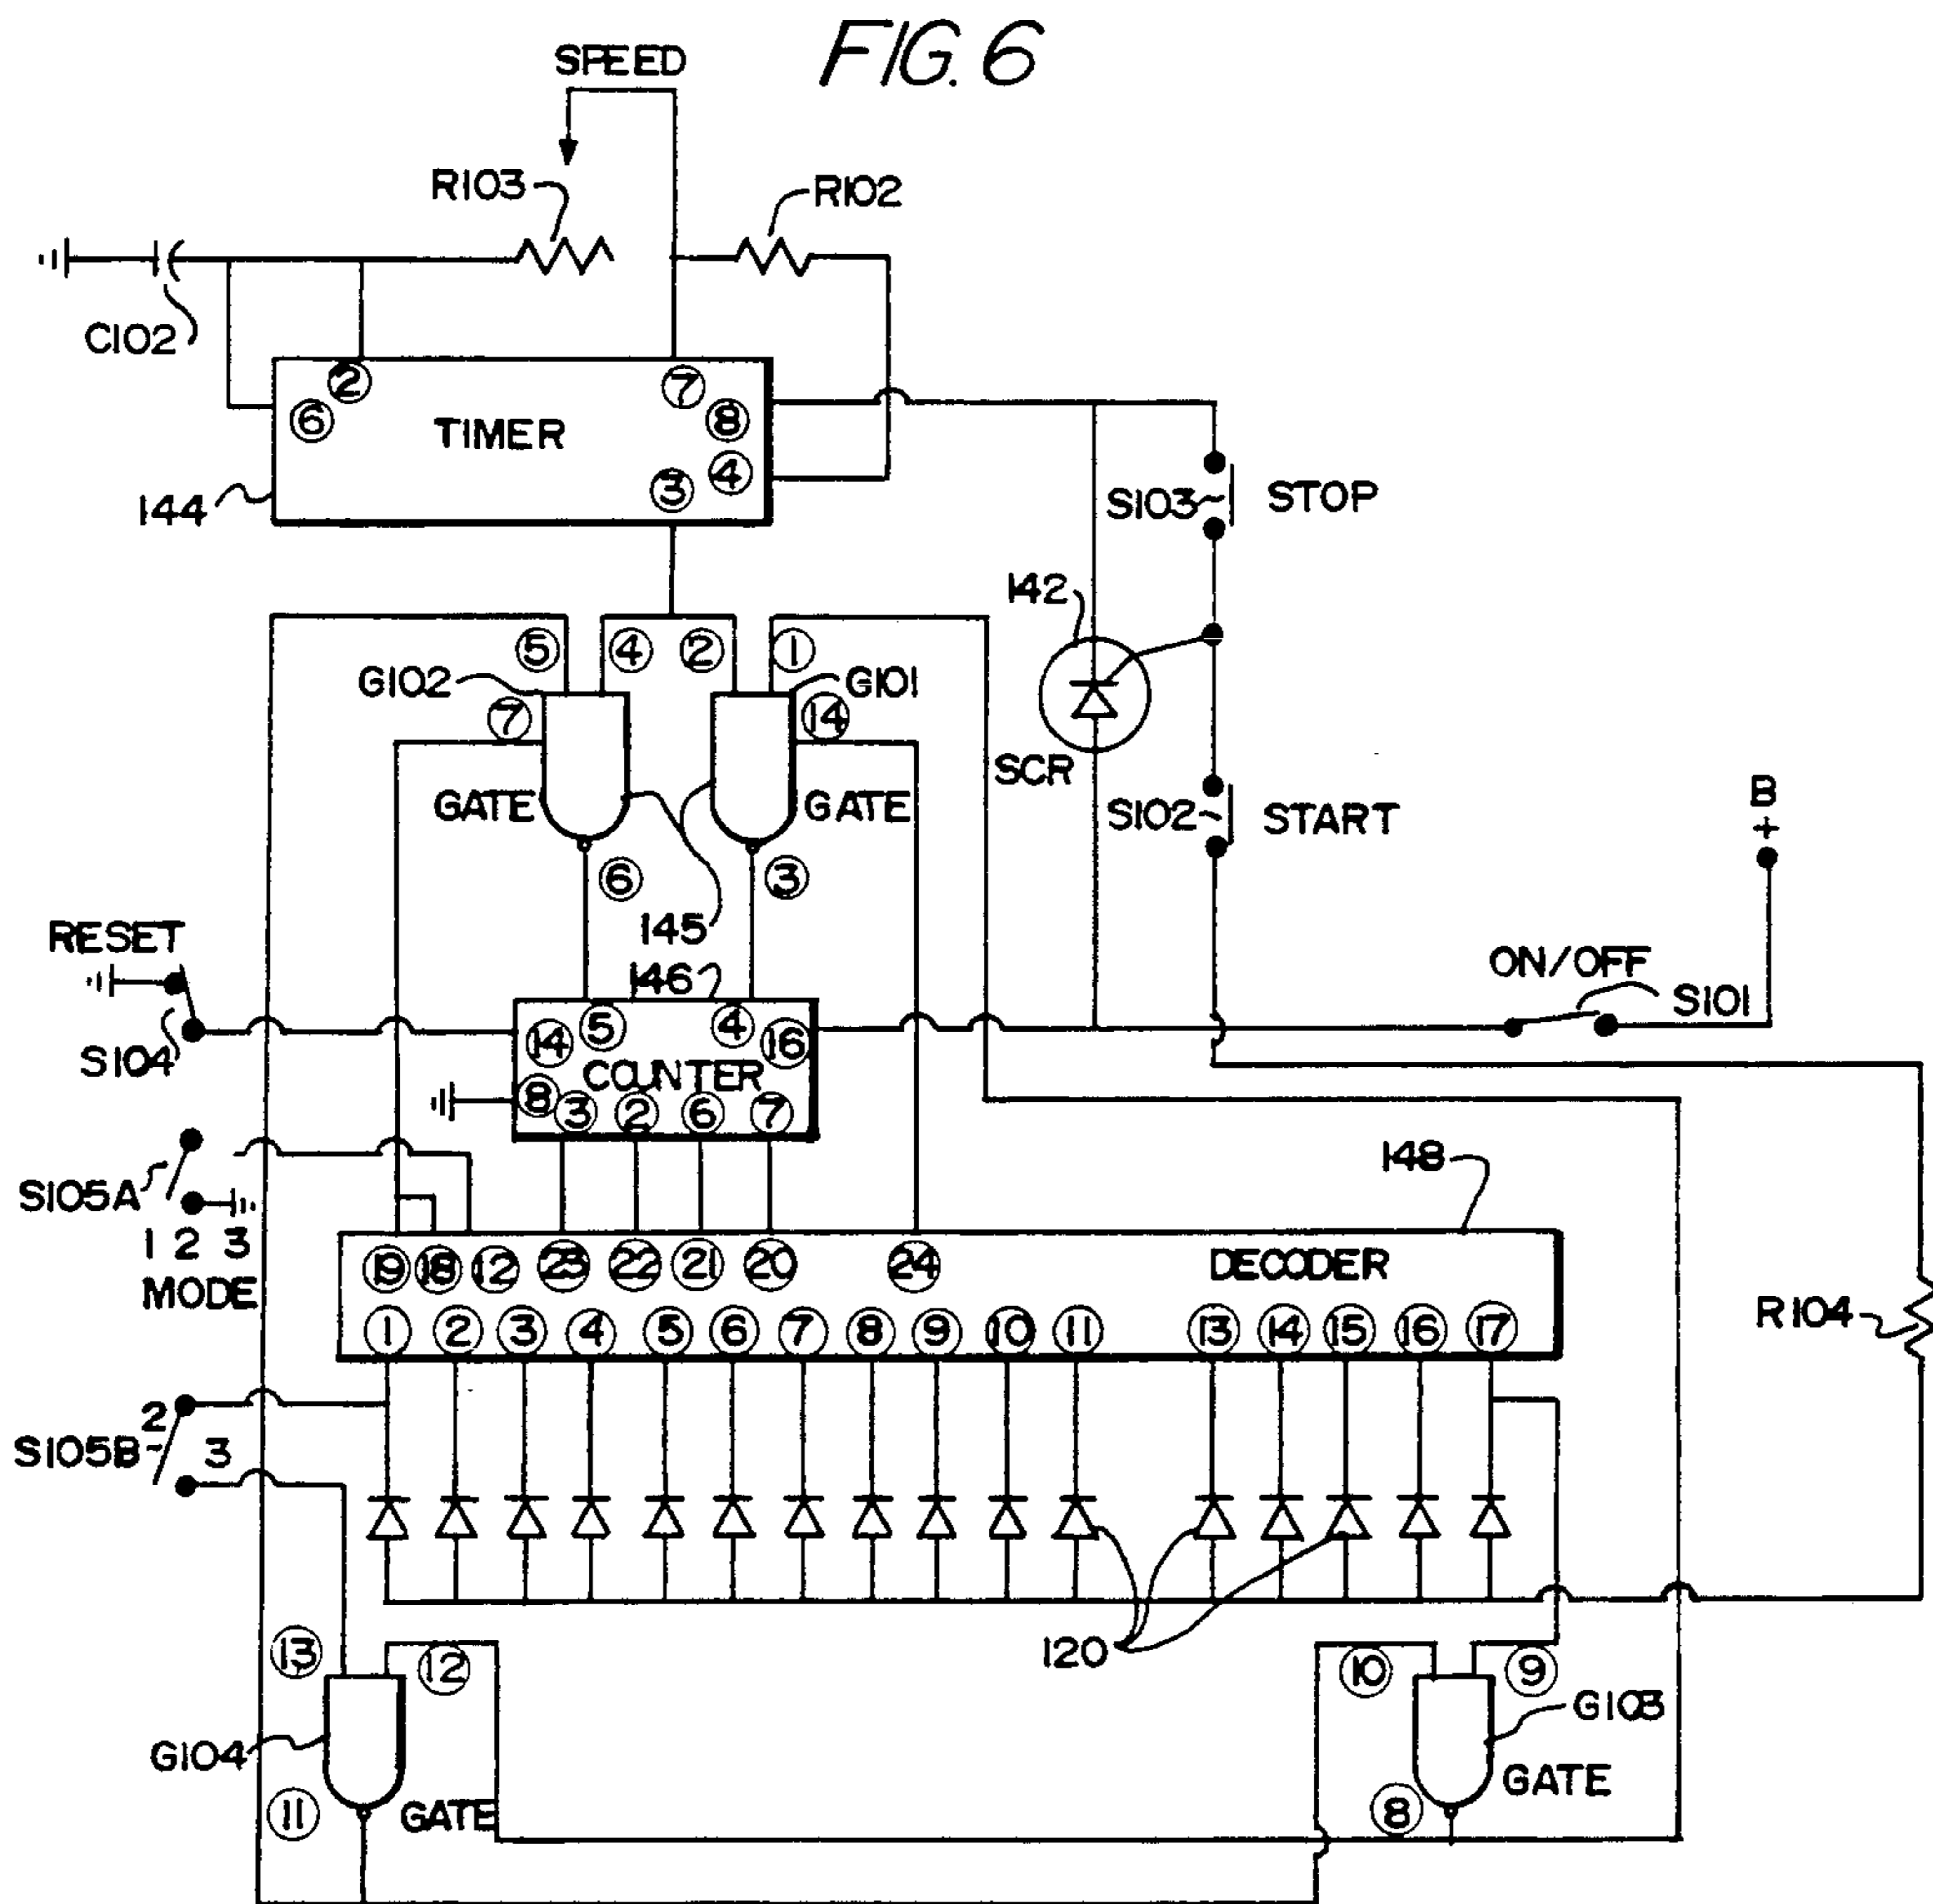 FIG. 6
SPEED
R103
R102
C102
2
7
6
8
TIMER
4
3
144
S103
STOP
142
5
4
2
1
G102
G101
7
14
SCR
GATE
GATE
S102
START
B
+
6
3
145
RESET
146
ON/OFF
S101
S104
14
5
4
16
COUNTER
8
3
2
6
7
148
S105A
1 2 3
MODE
19
18
12
23
22
21
20
24
DECODER
R104
1
2
3
4
5
6
7
8
9
10
11
13
14
15
16
17
2
S105B
3
13
12
120
10
9
G104
G103
11
GATE
8
GATE